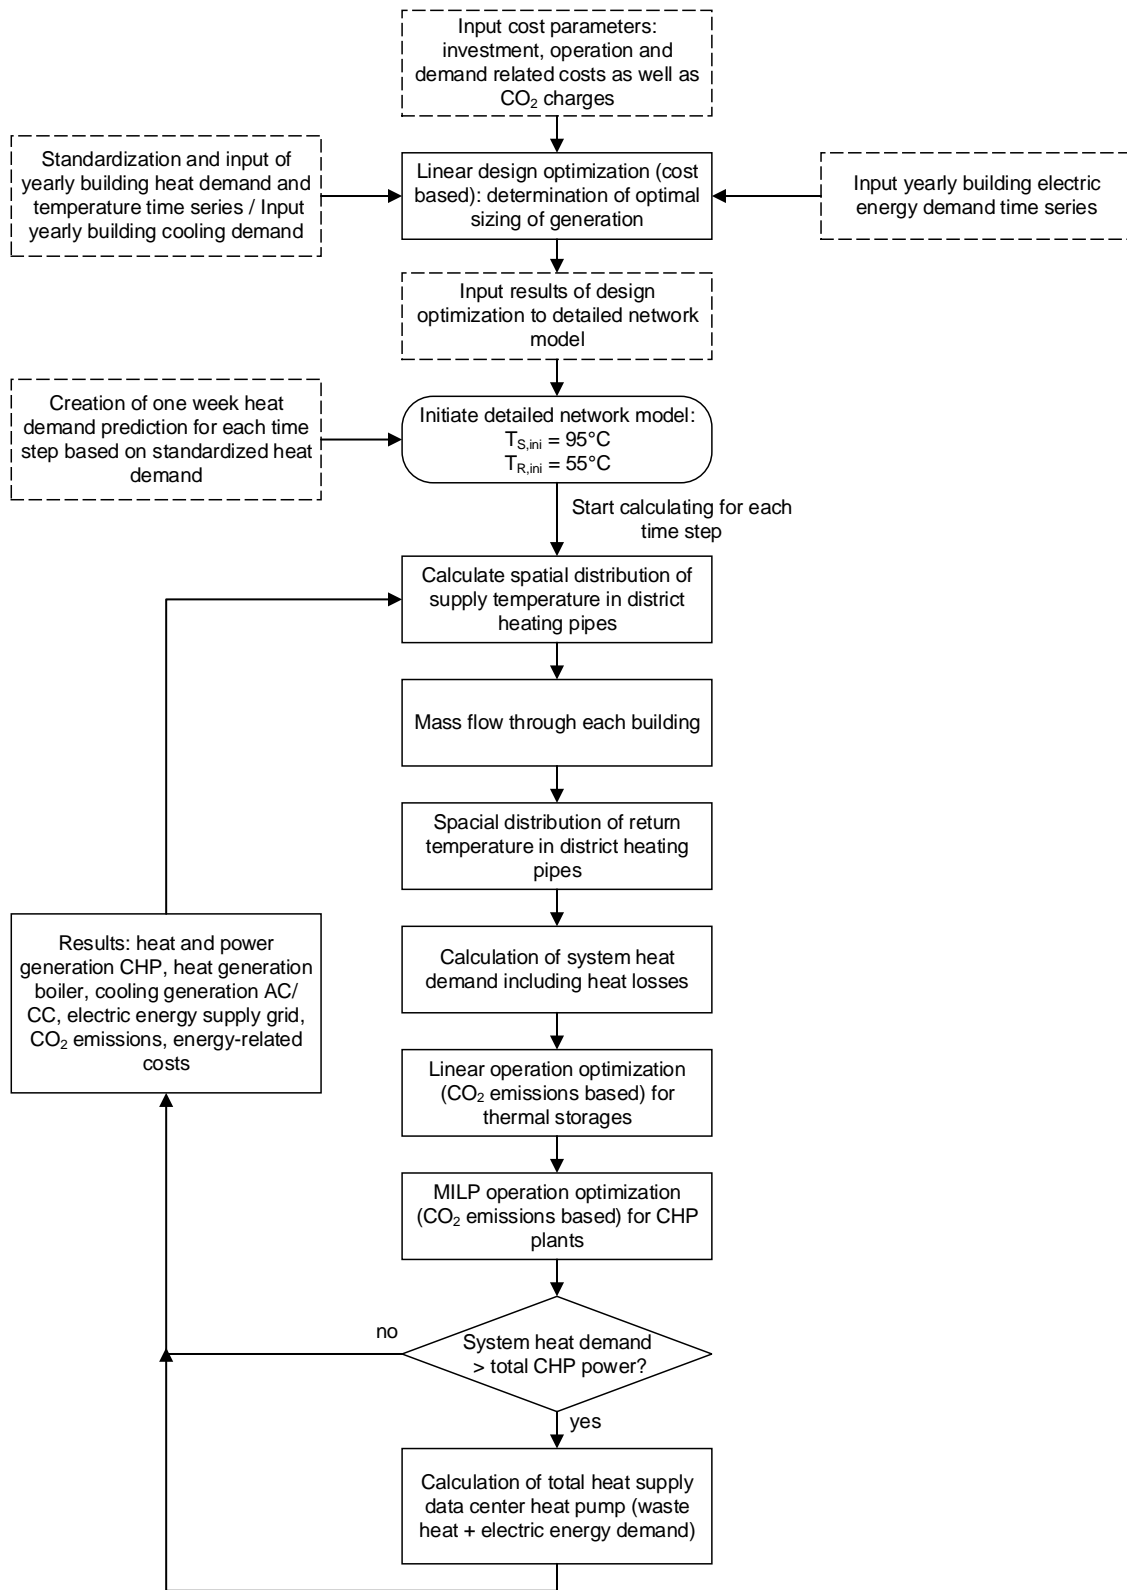 Input cost parameters:
investment, operation and
demand related costs as well as
CO₂ charges
Standardization and input of
yearly building heat demand and
temperature time series / Input
yearly building cooling demand
Linear design optimization (cost
based): determination of optimal
sizing of generation
Input yearly building electric
energy demand time series
Input results of design
optimization to detailed network
model
Creation of one week heat
demand prediction for each time
step based on standardized heat
demand
Initiate detailed network model:
T_S,ini = 95°C
T_R,ini = 55°C
Start calculating for each
time step
Calculate spatial distribution of
supply temperature in district
heating pipes
Mass flow through each building
Spacial distribution of return
temperature in district heating
pipes
Results: heat and power
generation CHP, heat generation
boiler, cooling generation AC/
CC, electric energy supply grid,
CO₂ emissions, energy-related
costs
Calculation of system heat
demand including heat losses
Linear operation optimization
(CO₂ emissions based) for
thermal storages
MILP operation optimization
(CO₂ emissions based) for CHP
plants
no
System heat demand
> total CHP power?
yes
Calculation of total heat supply
data center heat pump (waste
heat + electric energy demand)